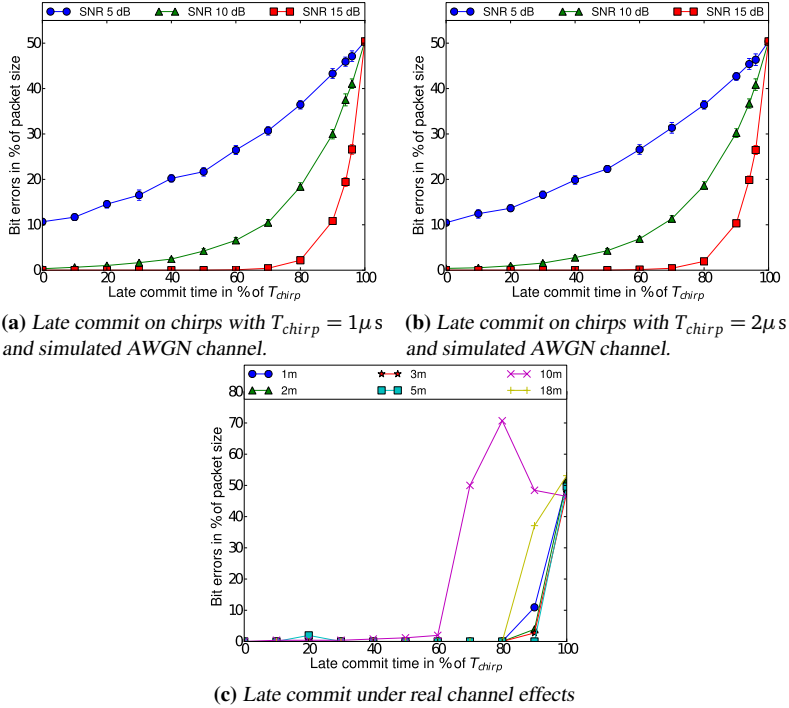 SNR 5 dB SNR 10 dB SNR 15 dB
50
40
30
20
10
0
Bit errors in % of packet size
0 20 40 60 80 100
Late commit time in % of Tchirp
(a) Late commit on chirps with Tchirp = 1μs
and simulated AWGN channel.
SNR 5 dB SNR 10 dB SNR 15 dB
50
40
30
20
10
0
Bit errors in % of packet size
0 20 40 60 80 100
Late commit time in % of Tchirp
(b) Late commit on chirps with Tchirp = 2μs
and simulated AWGN channel.
1m 3m 10m
2m 5m 18m
80
70
60
50
40
30
20
10
0
Bit errors in % of packet size
0 20 40 60 80 100
Late commit time in % of Tchirp
(c) Late commit under real channel effects